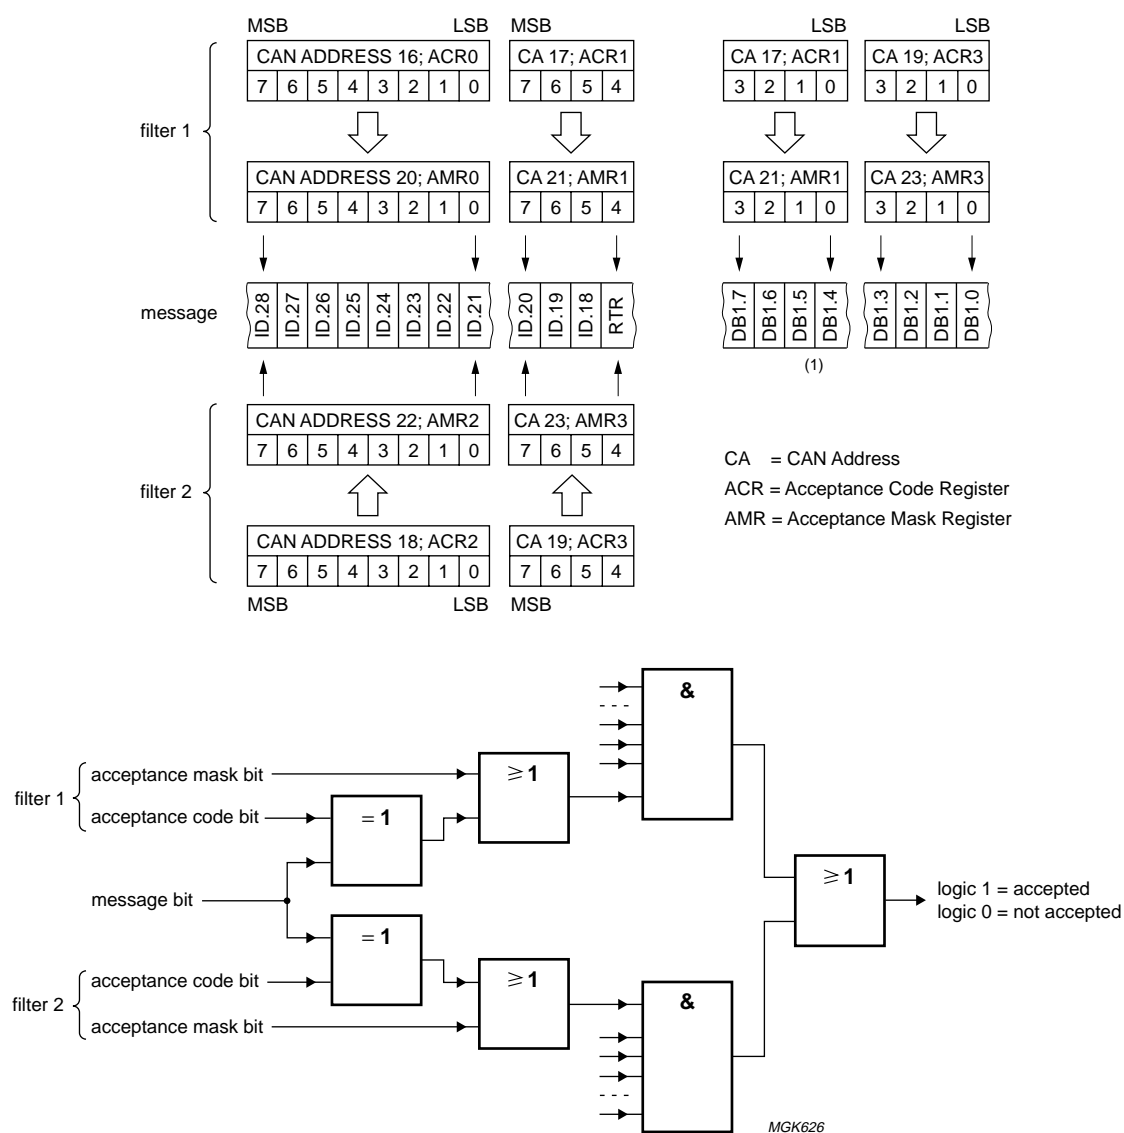 MSB LSB MSB LSB LSB
CAN ADDRESS 16; ACR0 CA 17; ACR1 CA 17; ACR1 CA 19; ACR3
7 6 5 4 3 2 1 0 7 6 5 4 3 2 1 0 3 2 1 0
filter 1
CAN ADDRESS 20; AMR0 CA 21; AMR1 CA 21; AMR1 CA 23; AMR3
7 6 5 4 3 2 1 0 7 6 5 4 3 2 1 0 3 2 1 0
message
ID.28 ID.27 ID.26 ID.25 ID.24 ID.23 ID.22 ID.21 ID.20 ID.19 ID.18 RTR DB1.7 DB1.6 DB1.5 DB1.4 DB1.3 DB1.2 DB1.1 DB1.0
(1)
CAN ADDRESS 22; AMR2 CA 23; AMR3
7 6 5 4 3 2 1 0 7 6 5 4
filter 2
CAN ADDRESS 18; ACR2 CA 19; ACR3
7 6 5 4 3 2 1 0 7 6 5 4
MSB LSB MSB
CA = CAN Address
ACR = Acceptance Code Register
AMR = Acceptance Mask Register
&
filter 1
acceptance mask bit
≥ 1
acceptance code bit
= 1
message bit
≥ 1
logic 1 = accepted
logic 0 = not accepted
= 1
filter 2
acceptance code bit
≥ 1
acceptance mask bit
&
MGK626